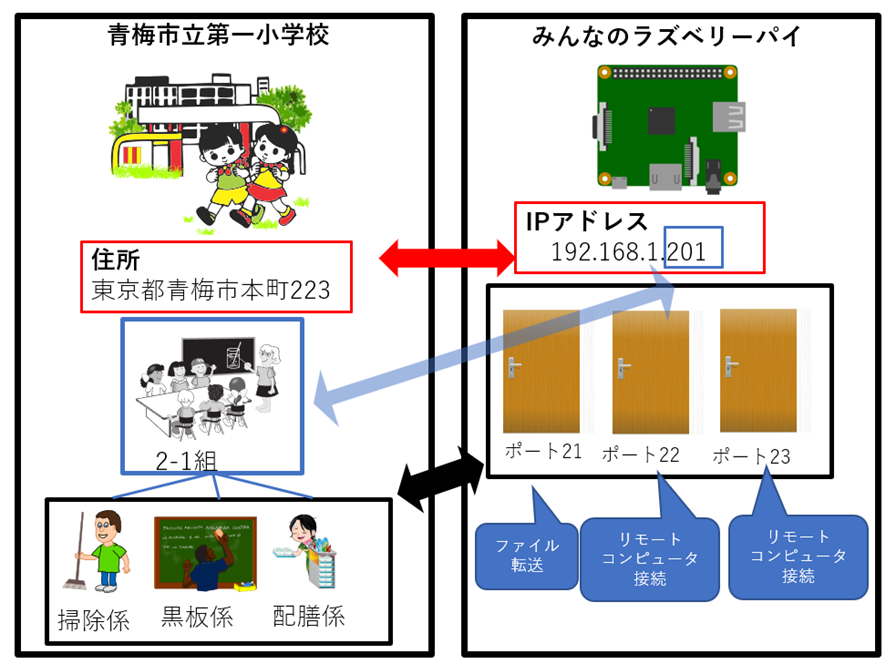 青梅市立第一小学校
住所
東京都青梅市本町223
2-1組
掃除係
黒板係
配膳係
みんなのラズベリーパイ
IPアドレス
192.168.1.201
ポート21
ポート22
ポート23
ファイル
転送
リモート
コンピュータ
接続
リモート
コンピュータ
接続